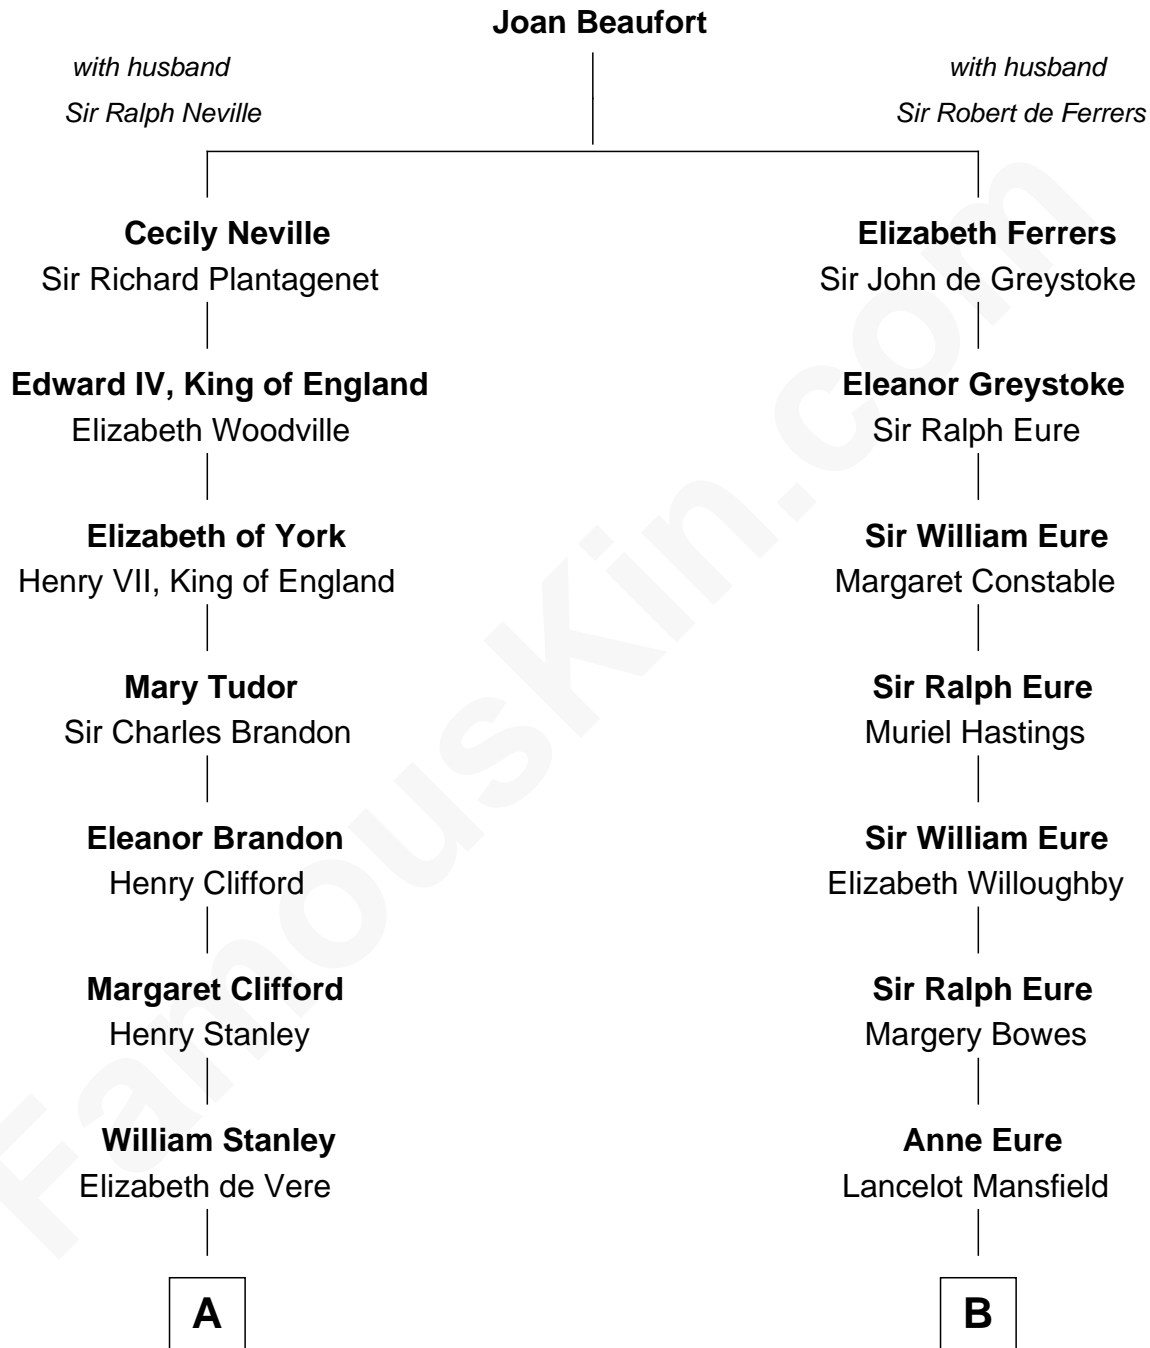 Joan Beaufort
with husband
Sir Ralph Neville
with husband
Sir Robert de Ferrers
Cecily Neville
Sir Richard Plantagenet
Elizabeth Ferrers
Sir John de Greystoke
Edward IV, King of England
Elizabeth Woodville
Eleanor Greystoke
Sir Ralph Eure
Elizabeth of York
Henry VII, King of England
Sir William Eure
Margaret Constable
Mary Tudor
Sir Charles Brandon
Sir Ralph Eure
Muriel Hastings
Eleanor Brandon
Henry Clifford
Sir William Eure
Elizabeth Willoughby
Margaret Clifford
Henry Stanley
Sir Ralph Eure
Margery Bowes
William Stanley
Elizabeth de Vere
Anne Eure
Lancelot Mansfield
A
B
FamousKin.com